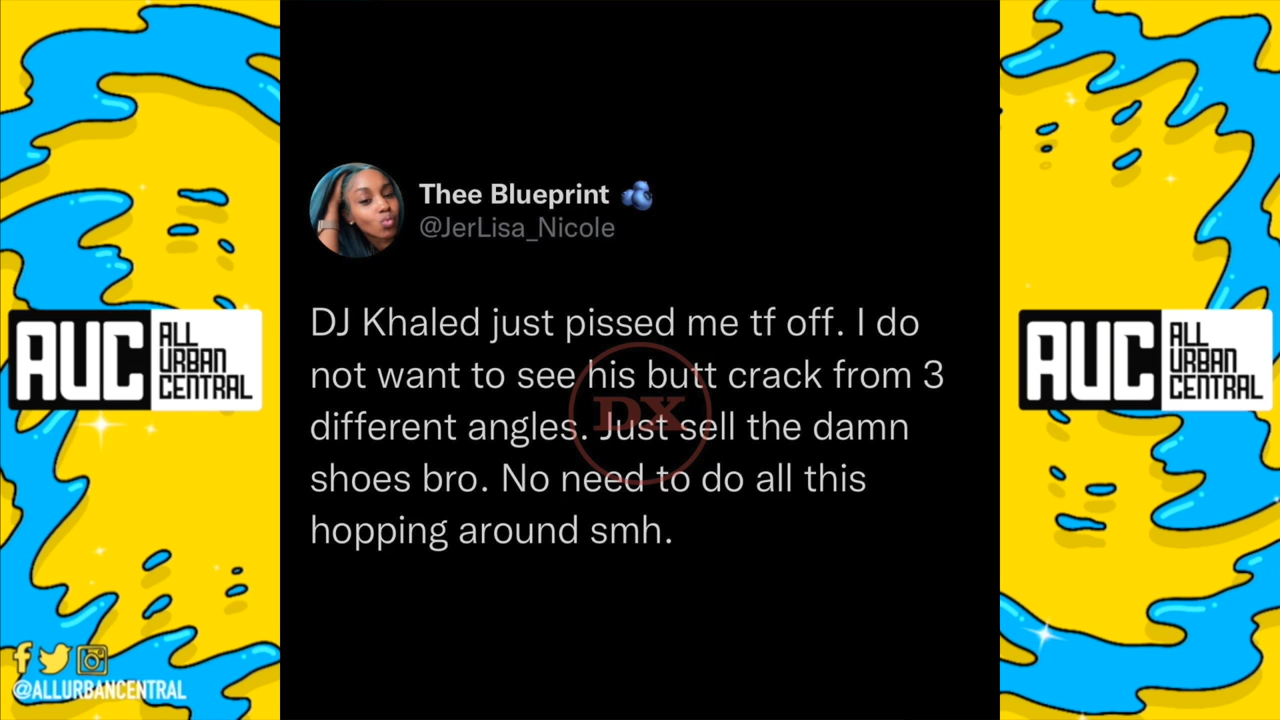 Thee Blueprint
@JerLisa_Nicole
DJ Khaled just pissed me tf off. I do
not want to see his butt crack from 3
different angles. Just sell the damn
shoes bro. No need to do all this
hopping around smh.
DX
AUC ALL
URBAN
CENTRAL
AUC ALL
URBAN
CENTRAL
@ALLURBANCENTRAL